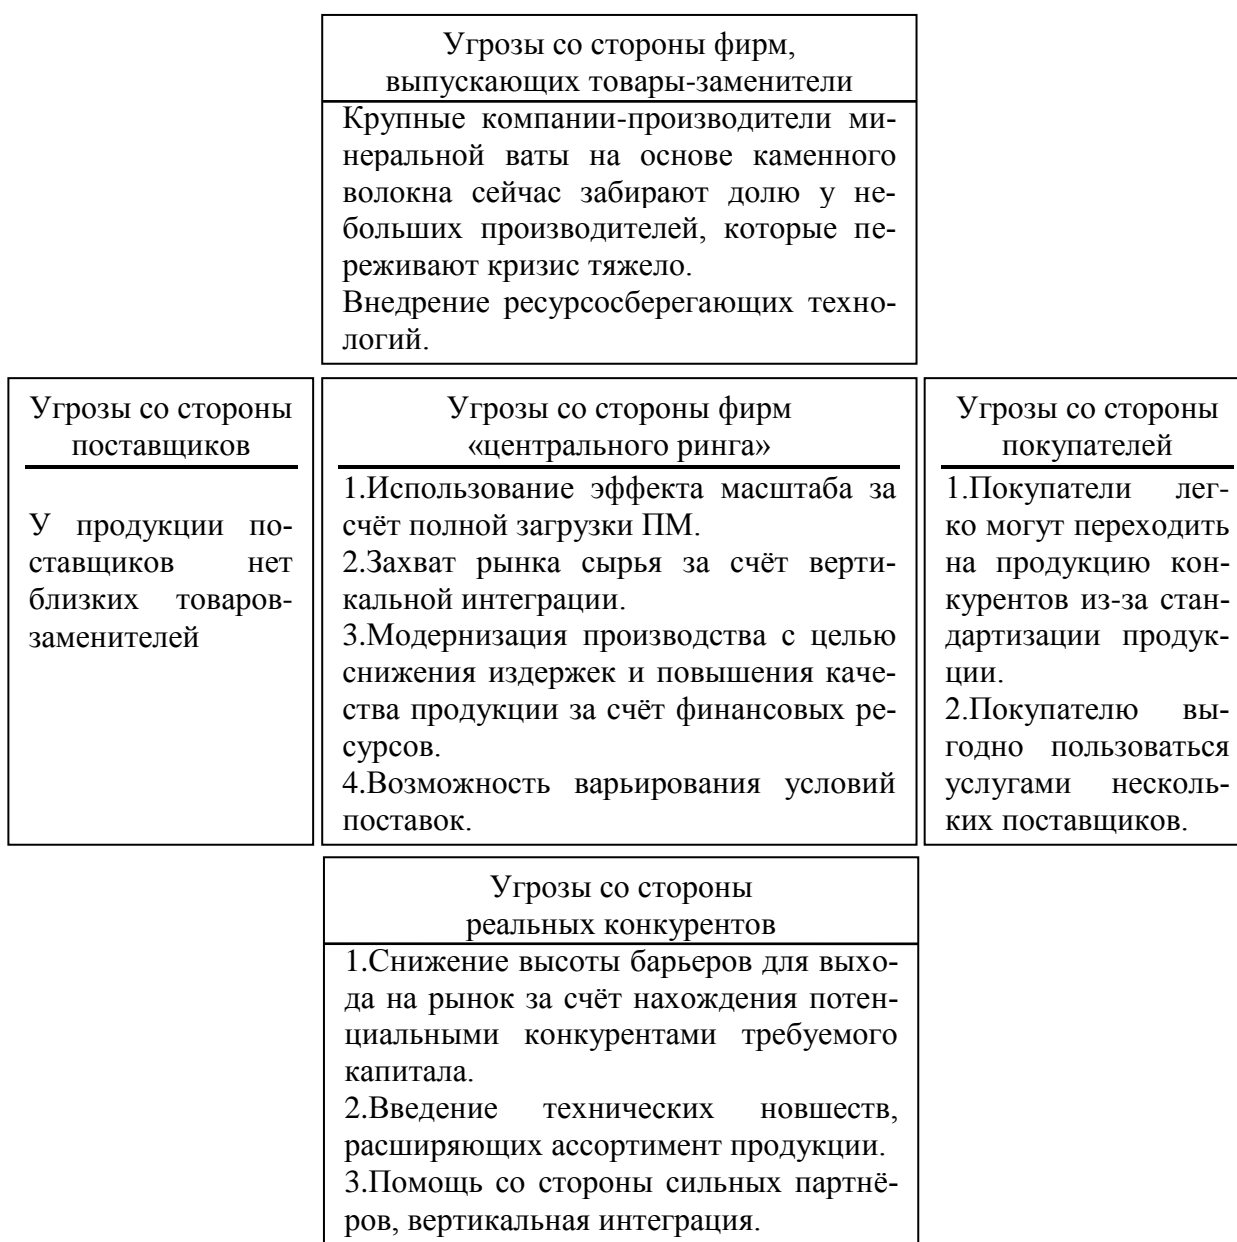 Угрозы со стороны фирм,
выпускающих товары-заменители
Крупные компании-производители ми-
неральной ваты на основе каменного
волокна сейчас забирают долю у не-
больших производителей, которые пе-
реживают кризис тяжело.
Внедрение ресурсосберегающих техно-
логий.
Угрозы со стороны
поставщиков
У продукции по-
ставщиков нет
близких товаров-
заменителей
Угрозы со стороны фирм
«центрального ринга»
1.Использование эффекта масштаба за
счёт полной загрузки ПМ.
2.Захват рынка сырья за счёт верти-
кальной интеграции.
3.Модернизация производства с целью
снижения издержек и повышения каче-
ства продукции за счёт финансовых ре-
сурсов.
4.Возможность варьирования условий
поставок.
Угрозы со стороны
покупателей
1.Покупатели лег-
ко могут переходить
на продукцию кон-
курентов из-за стан-
дартизации продук-
ции.
2.Покупателю вы-
годно пользоваться
услугами несколь-
ких поставщиков.
Угрозы со стороны
реальных конкурентов
1.Снижение высоты барьеров для выхо-
да на рынок за счёт нахождения потен-
циальными конкурентами требуемого
капитала.
2.Введение технических новшеств,
расширяющих ассортимент продукции.
3.Помощь со стороны сильных партнё-
ров, вертикальная интеграция.